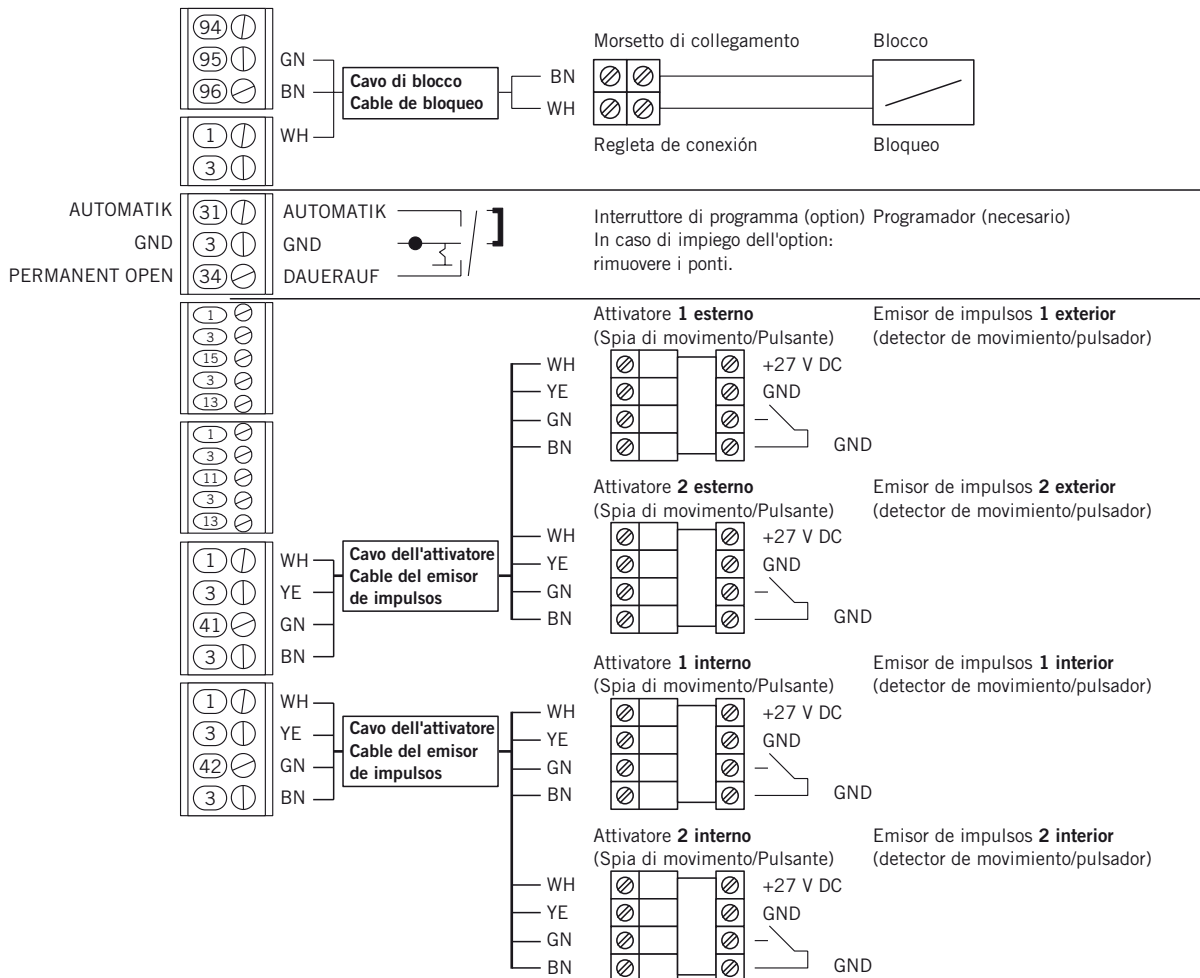 94
95 GN
96 BN
Cavo di blocco
Cable de bloqueo
BN
WH
Morsetto di collegamento
Blocco
1 WH
3
Regleta de conexión
Bloqueo
AUTOMATIK 31 AUTOMATIK
GND 3 GND
PERMANENT OPEN 34 DAUERAUF
Interruttore di programma (option)
In caso di impiego dell'option:
rimuovere i ponti.
Programador (necesario)
1
3
15
3
13
1
3
11
3
13
Attivatore 1 esterno
(Spia di movimento/Pulsante)
Emisor de impulsos 1 exterior
(detector de movimiento/pulsador)
WH +27 V DC
YE GND
GN
BN GND
Attivatore 2 esterno
(Spia di movimento/Pulsante)
Emisor de impulsos 2 exterior
(detector de movimiento/pulsador)
WH +27 V DC
YE GND
GN
BN GND
1 WH
3 YE
41 GN
3 BN
Cavo dell'attivatore
Cable del emisor
de impulsos
Attivatore 1 interno
(Spia di movimento/Pulsante)
Emisor de impulsos 1 interior
(detector de movimiento/pulsador)
WH +27 V DC
YE GND
GN
BN GND
1 WH
3 YE
42 GN
3 BN
Cavo dell'attivatore
Cable del emisor
de impulsos
Attivatore 2 interno
(Spia di movimento/Pulsante)
Emisor de impulsos 2 interior
(detector de movimiento/pulsador)
WH +27 V DC
YE GND
GN
BN GND